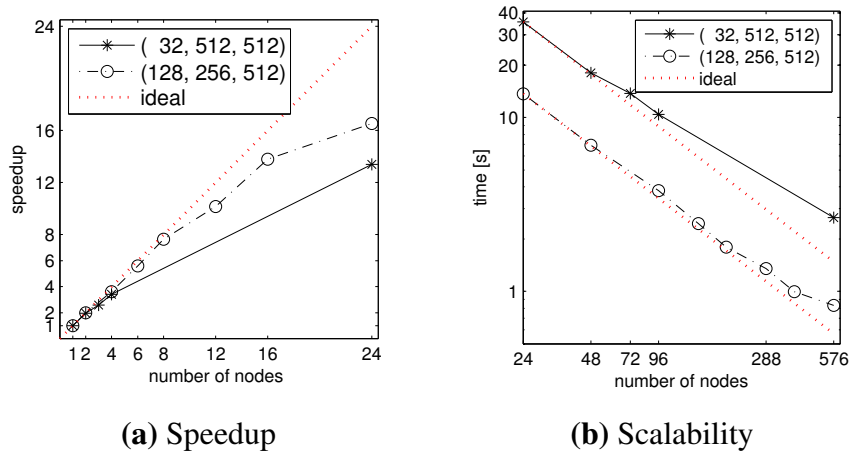 24
16
12
8
6
4
2
1
speedup
( 32, 512, 512)
(128, 256, 512)
ideal
1 2 4 6 8 12 16 24
number of nodes
(a) Speedup
40
30
20
10
1
time [s]
( 32, 512, 512)
(128, 256, 512)
ideal
24 48 72 96 288 576
number of nodes
(b) Scalability